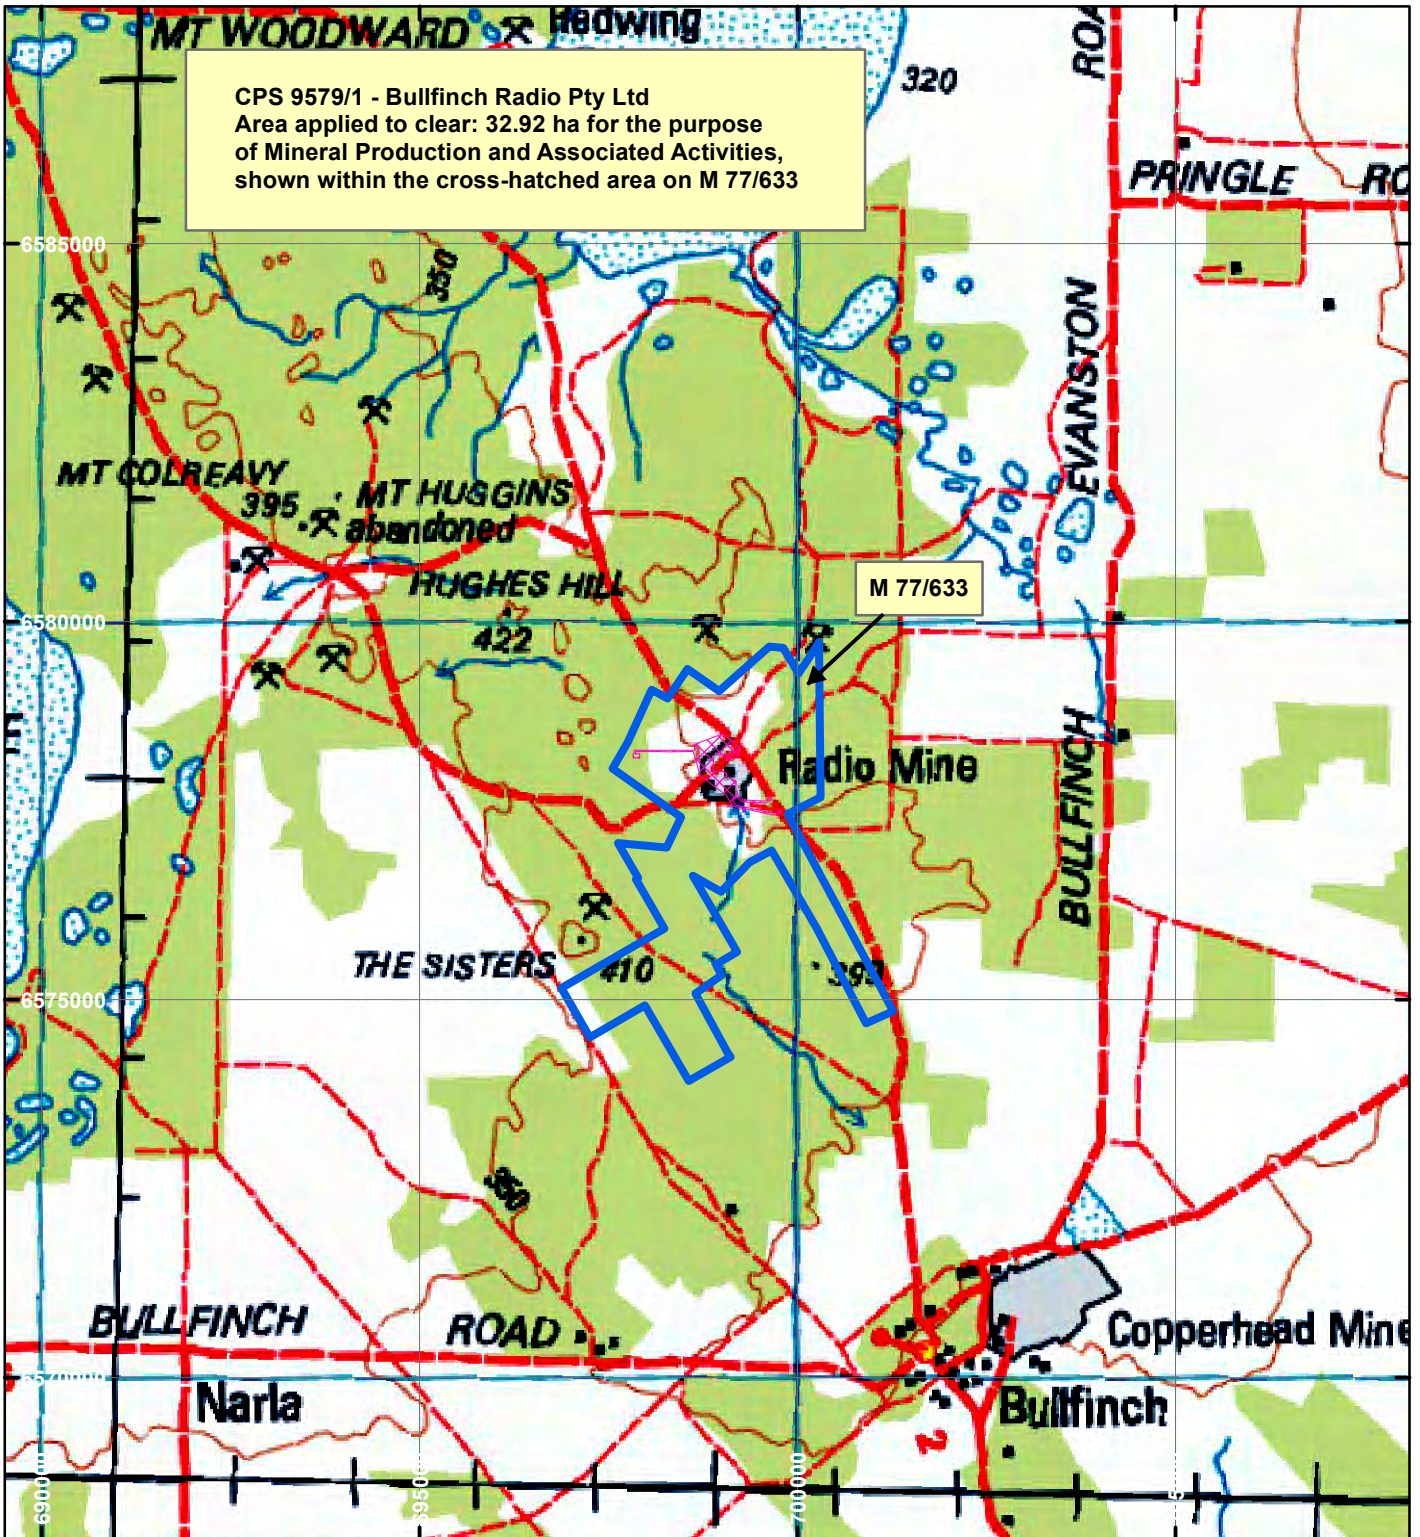 MT WOODWARD
Redwing
ROA
CPS 9579/1 - Bullfinch Radio Pty Ltd
Area applied to clear: 32.92 ha for the purpose
of Mineral Production and Associated Activities,
shown within the cross-hatched area on M 77/633
320
PRINGLE RO
6585000
350
EVANSTON
MT COLREAVY
395
MT HUGGINS
abandoned
HUGHES HILL
M 77/633
6580000
422
Radio Mine
BULLFINCH
THE SISTERS
410
399
6575000
350
BULLFINCH ROAD
Copperhead Mine
6570000
Narla
Bullfinch
2
690000
695000
700000